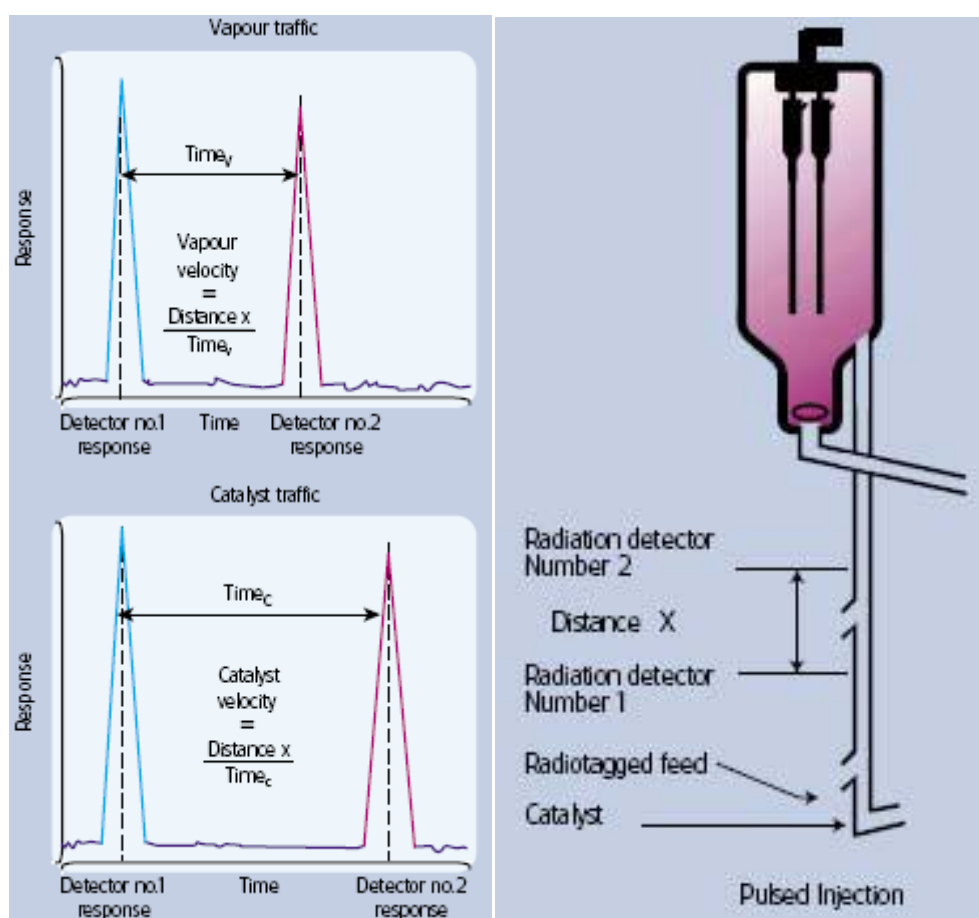 Vapour traffic
Response
Time_v
Vapour
velocity
=
Distance x
Time_v
Detector no.1
response
Time
Detector no.2
response
Catalyst traffic
Response
Time_c
Catalyst
velocity
=
Distance x
Time_c
Detector no.1
response
Time
Detector no.2
response
Radiation detector
Number 2
Distance X
Radiation detector
Number 1
Radiotagged feed
Catalyst
Pulsed Injection